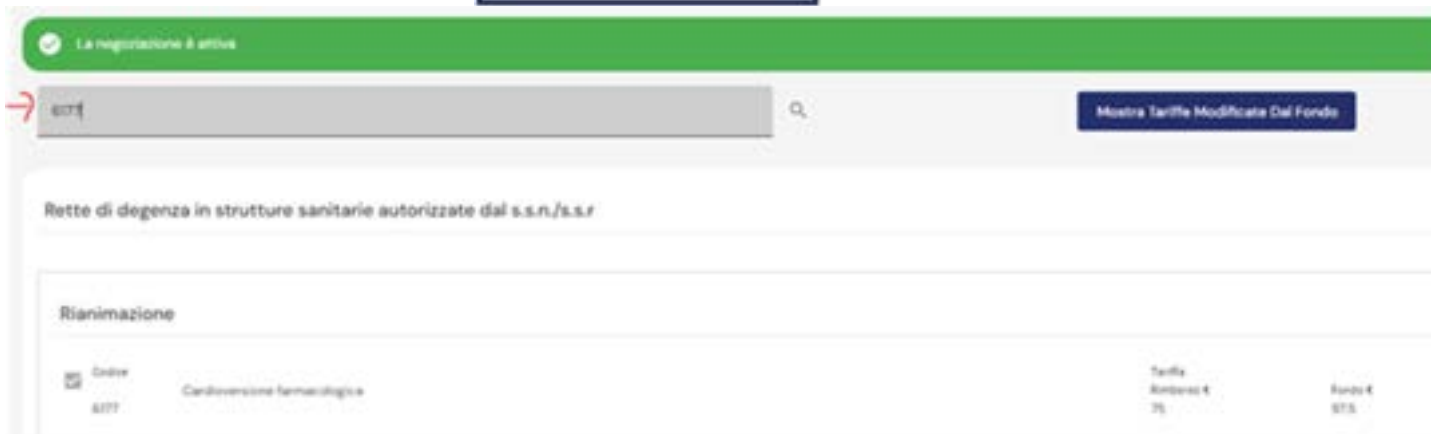 La negoziazione è attiva
6177
Mostra Tariffe Modificate Dal Fondo
Rette di degenza in strutture sanitarie autorizzate dal s.s.n./s.s.r
Rianimazione
Codice
6177
Cardioversione farmacologica
Tariffa
Rimborso €
75
Fondo €
97.5